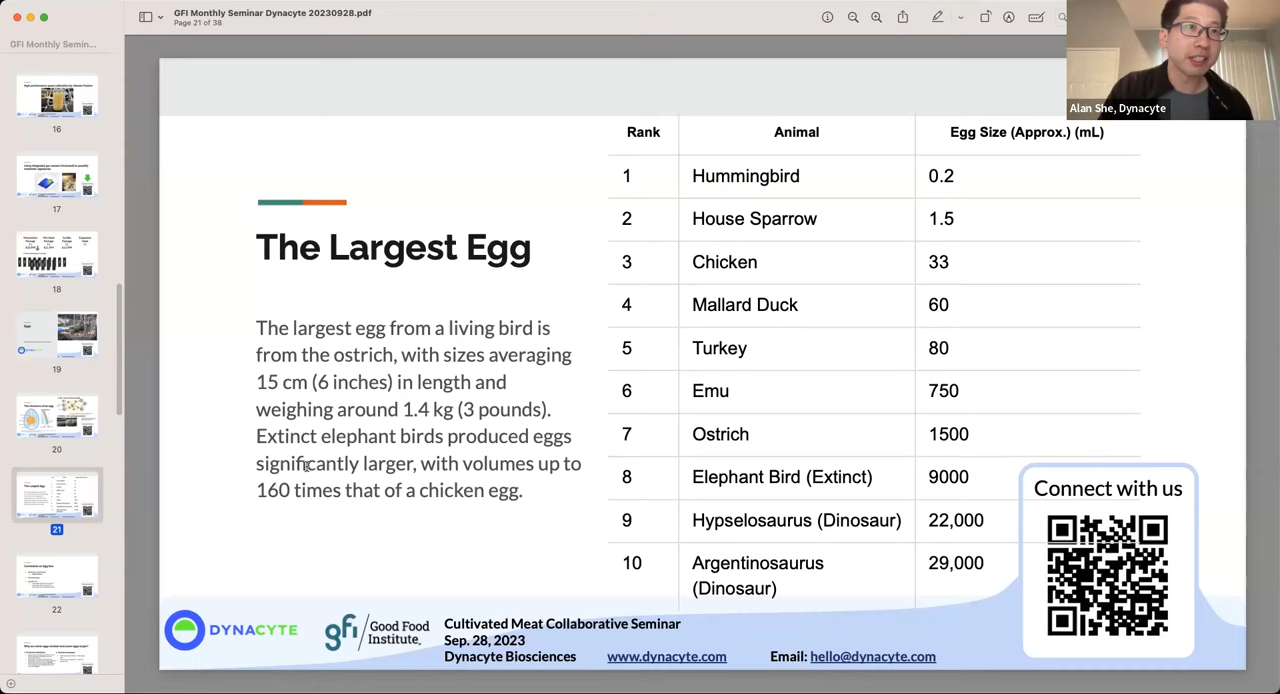 GFI Monthly Seminar Dynacyte 20230928.pdf
Page 21 of 38
GFI Monthly Semin...
16
17
18
19
20
21
22
Alan She, Dynacyte
The Largest Egg
The largest egg from a living bird is
from the ostrich, with sizes averaging
15 cm (6 inches) in length and
weighing around 1.4 kg (3 pounds).
Extinct elephant birds produced eggs
significantly larger, with volumes up to
160 times that of a chicken egg.
Rank Animal Egg Size (Approx.) (mL)
1 Hummingbird 0.2
2 House Sparrow 1.5
3 Chicken 33
4 Mallard Duck 60
5 Turkey 80
6 Emu 750
7 Ostrich 1500
8 Elephant Bird (Extinct) 9000
9 Hypselosaurus (Dinosaur) 22,000
10 Argentinosaurus 29,000
(Dinosaur)
Connect with us
DYNACYTE
gfi Good Food
Institute.
Cultivated Meat Collaborative Seminar
Sep. 28, 2023
Dynacyte Biosciences www.dynacyte.com Email: hello@dynacyte.com